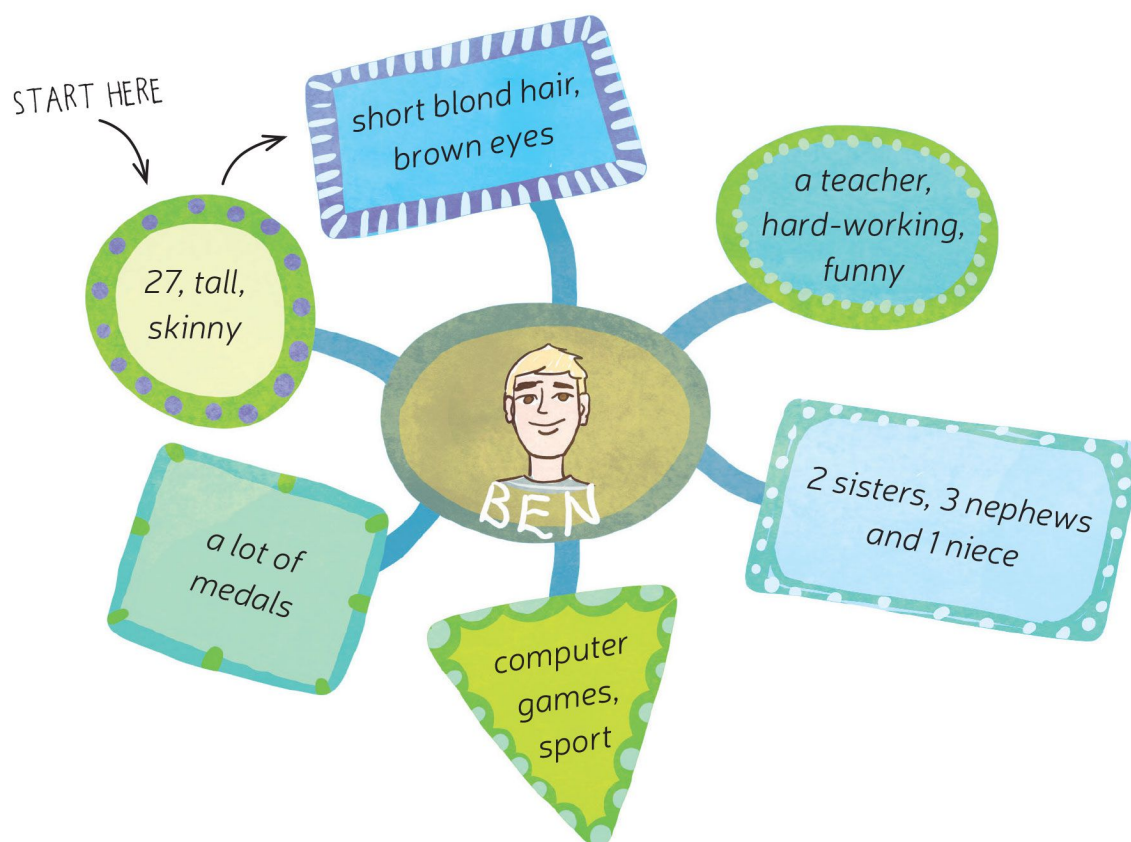 START HERE
27, tall,
skinny
short blond hair,
brown eyes
a teacher,
hard-working,
funny
2 sisters, 3 nephews
and 1 niece
computer
games,
sport
a lot of
medals
BEN